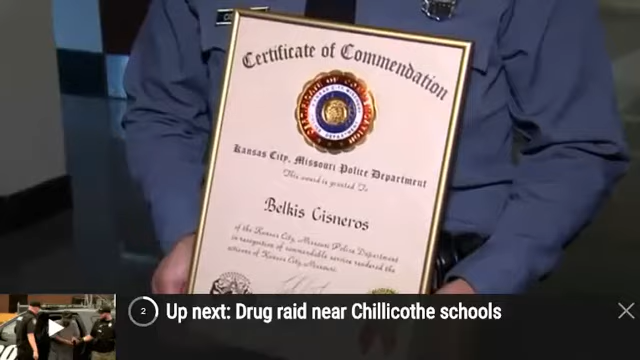 Certificate of Commendation
Kansas City, Missouri Police Department
This award is granted To
Belkis Cisneros
of the Kansas City, Missouri Police Department
in recognition of commendable service rendered the
citizens of Kansas City, Missouri.
2
Up next: Drug raid near Chillicothe schools